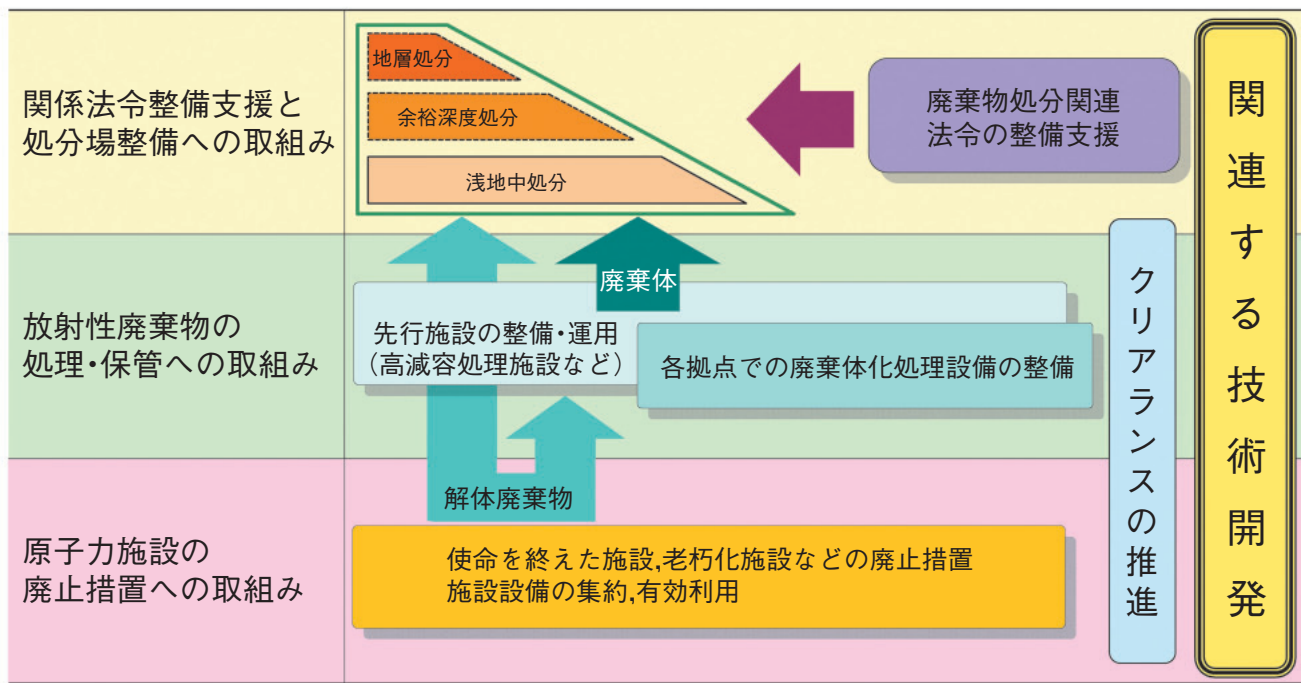 関係法令整備支援と
処分場整備への取組み
地層処分
余裕深度処分
浅地中処分
廃棄物処分関連
法令の整備支援
放射性廃棄物の
処理・保管への取組み
廃棄体
先行施設の整備・運用
（高減容処理施設など）
各拠点での廃棄体化処理設備の整備
原子力施設の
廃止措置への取組み
解体廃棄物
使命を終えた施設,老朽化施設などの廃止措置
施設設備の集約,有効利用
クリアランスの推進
関連する技術開発